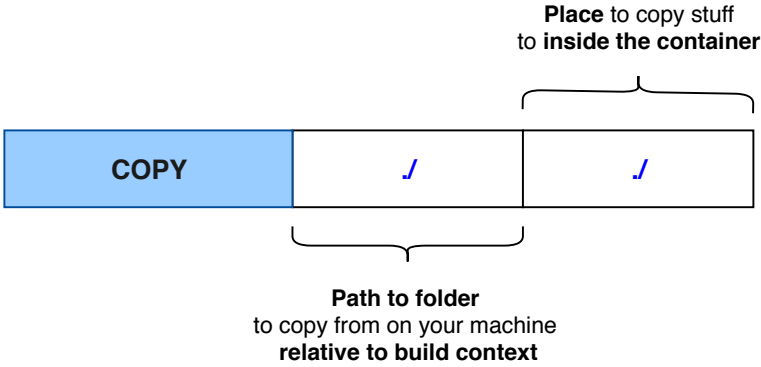 Place to copy stuff
to inside the container
COPY ./ ./
Path to folder
to copy from on your machine
relative to build context